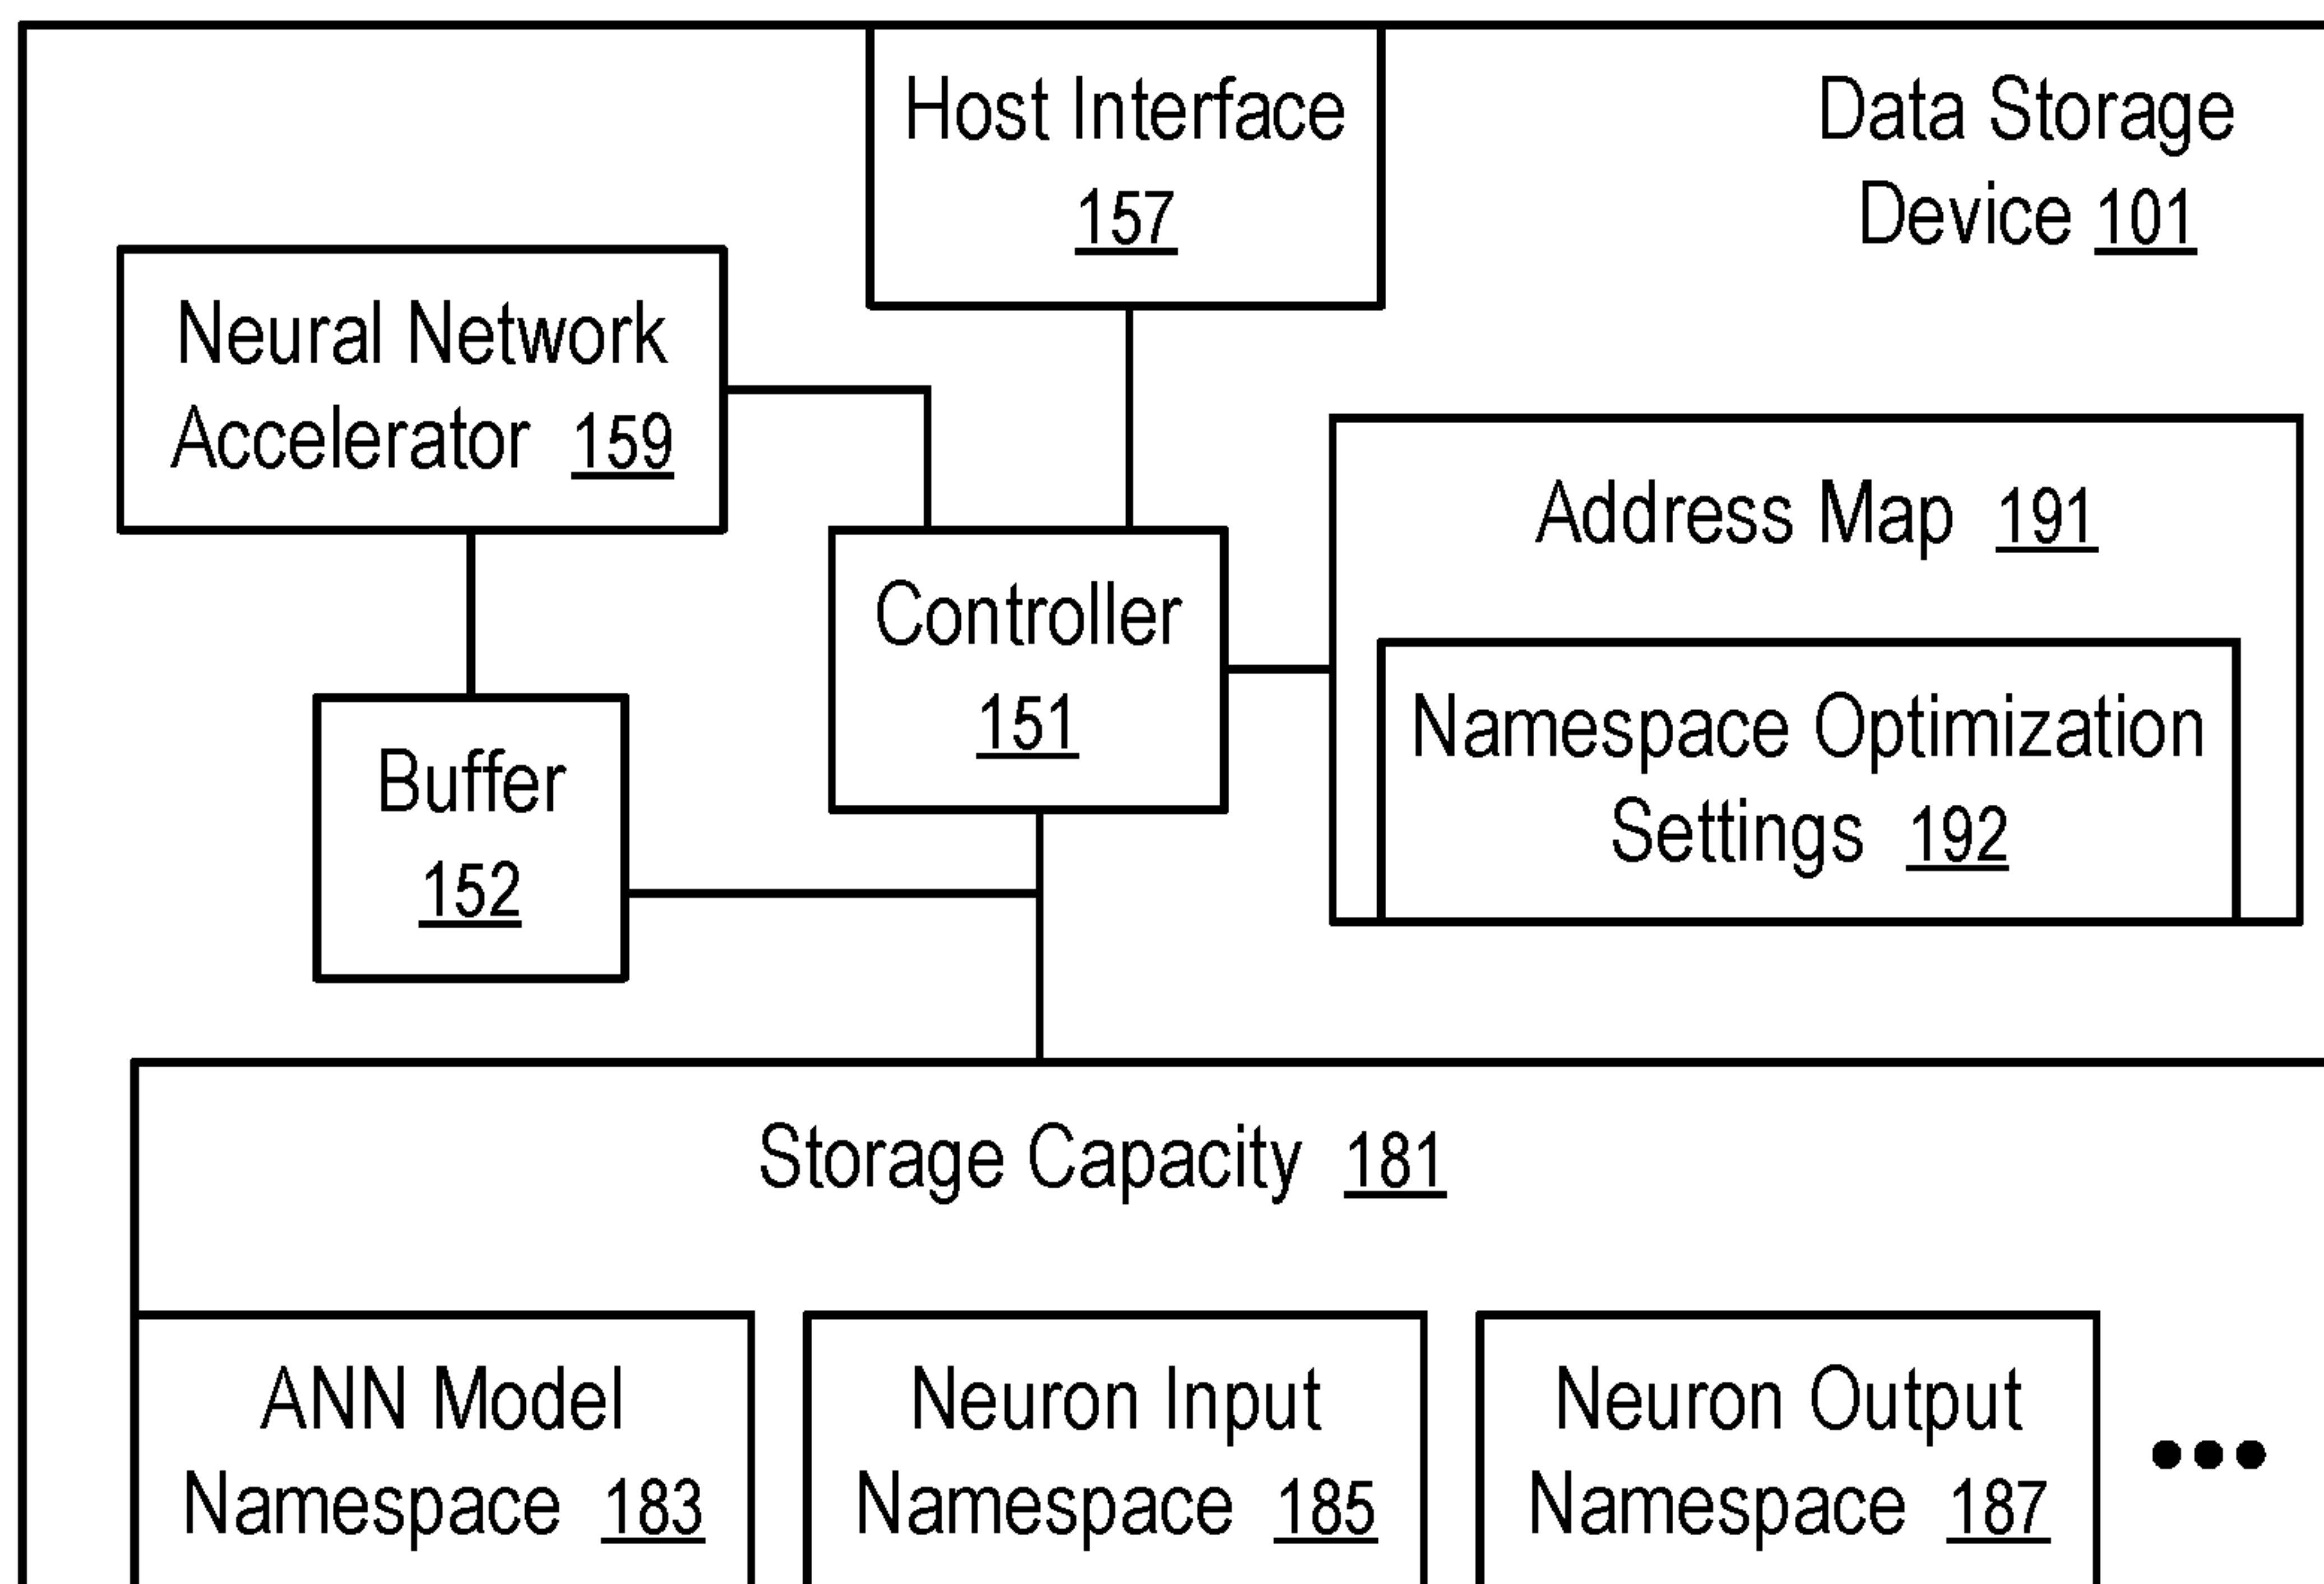 Host Interface
157
Data Storage
Device 101
Neural Network
Accelerator 159
Address Map 191
Controller
151
Namespace Optimization
Settings 192
Buffer
152
Storage Capacity 181
ANN Model
Namespace 183
Neuron Input
Namespace 185
Neuron Output
Namespace 187
•••